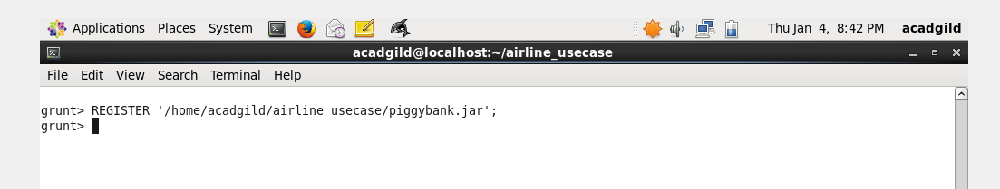 Applications Places System Thu Jan 4, 8:42 PM acadgild
acadgild@localhost:~/airline_usecase
File Edit View Search Terminal Help
grunt> REGISTER '/home/acadgild/airline_usecase/piggybank.jar';
grunt>